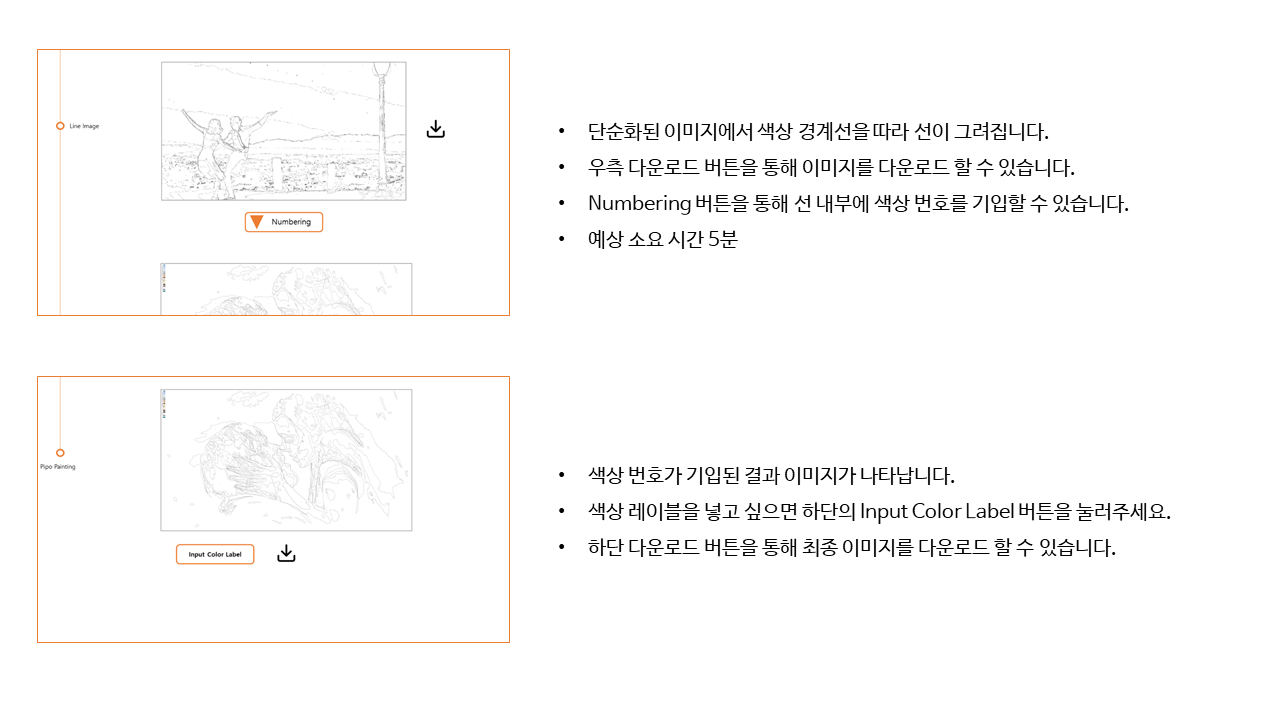 Line Image
Numbering
• 단순화된 이미지에서 색상 경계선을 따라 선이 그려집니다.
• 우측 다운로드 버튼을 통해 이미지를 다운로드 할 수 있습니다.
• Numbering 버튼을 통해 선 내부에 색상 번호를 기입할 수 있습니다.
• 예상 소요 시간 5분
Pipo Painting
Input Color Label
• 색상 번호가 기입된 결과 이미지가 나타납니다.
• 색상 레이블을 넣고 싶으면 하단의 Input Color Label 버튼을 눌러주세요.
• 하단 다운로드 버튼을 통해 최종 이미지를 다운로드 할 수 있습니다.